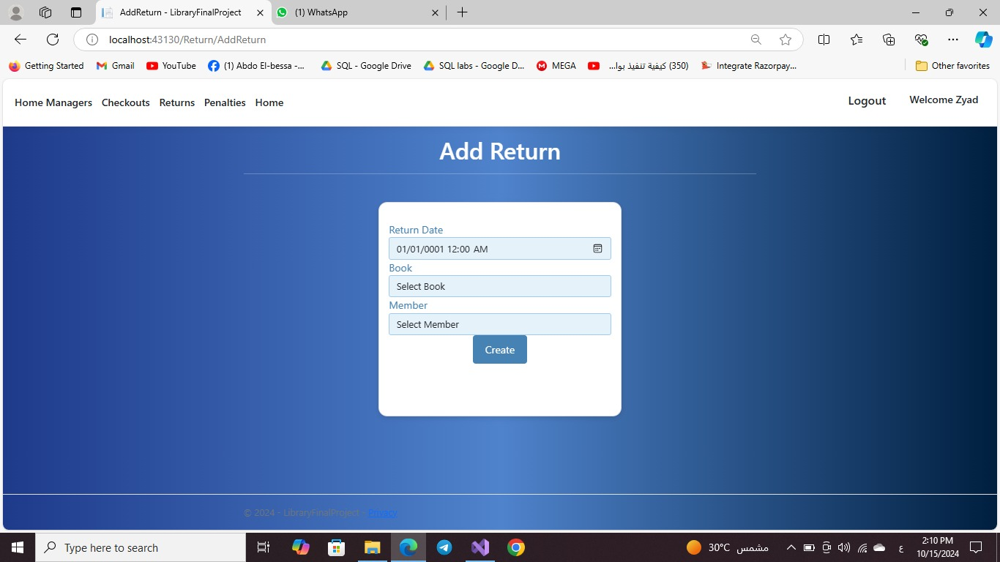 AddReturn - LibraryFinalProject
(1) WhatsApp
localhost:43130/Return/AddReturn
Getting Started
Gmail
YouTube
(1) Abdo El-bessa -...
SQL - Google Drive
SQL labs - Google D...
MEGA
(350) كيفية تنفيذ بوا...
Integrate Razorpay...
Other favorites
Home Managers Checkouts Returns Penalties Home
Logout
Welcome Zyad
Add Return
Return Date
01/01/0001 12:00 AM
Book
Select Book
Member
Select Member
Create
© 2024 - LibraryFinalProject - Privacy
Type here to search
30°C مشمس
ع
2:10 PM
10/15/2024